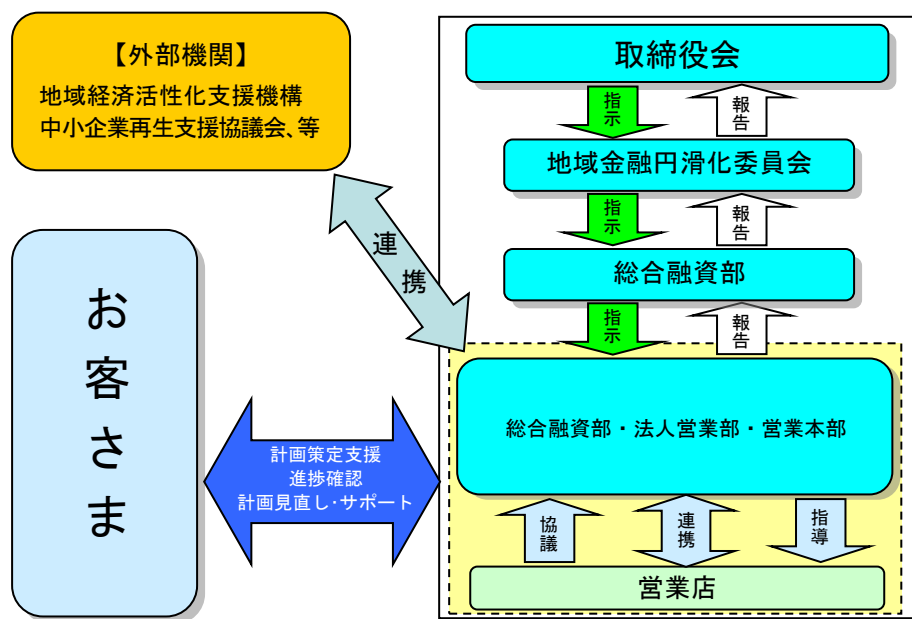 【外部機関】
地域経済活性化支援機構
中小企業再生支援協議会、等
取締役会
指示
報告
地域金融円滑化委員会
指示
報告
総合融資部
指示
報告
連携
お客さま
計画策定支援
進捗確認
計画見直し・サポート
総合融資部・法人営業部・営業本部
協議
連携
指導
営業店